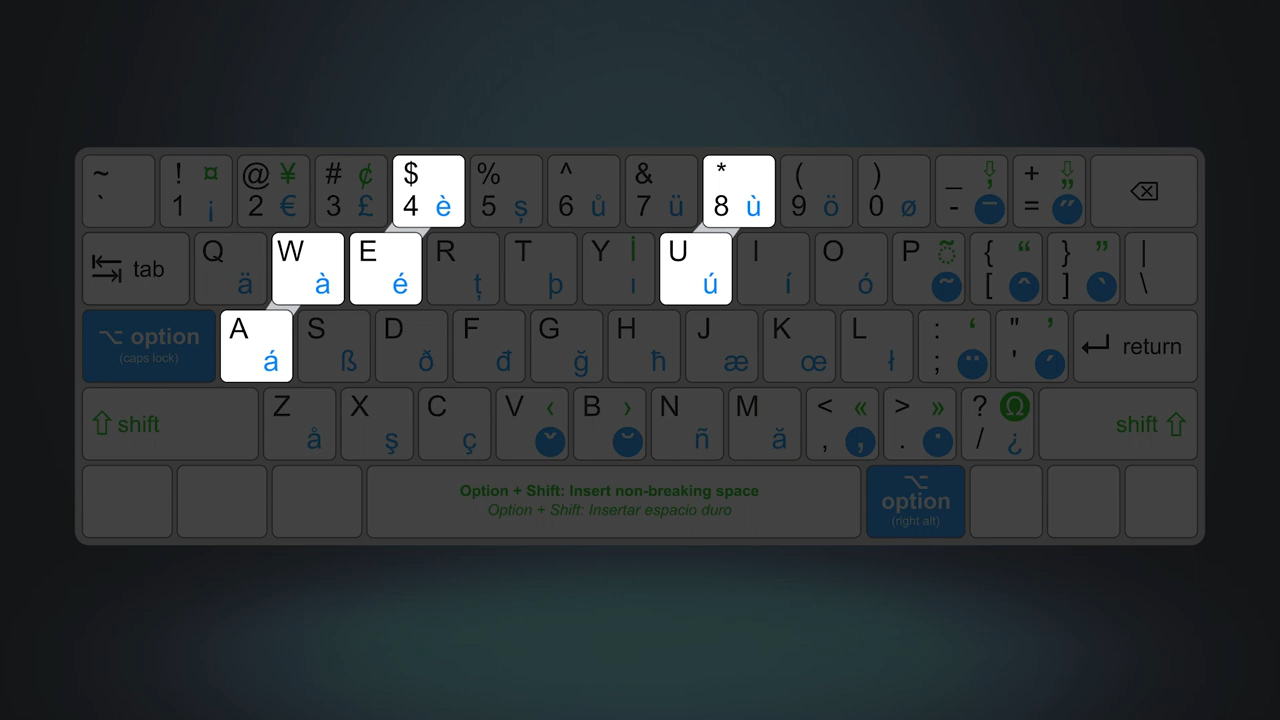 ~ ! ¤ @ ¥ # ¢ $ % ^ & * ( ) _ ⇩, + ⇩„
` 1 ¡ 2 € 3 £ 4 è 5 ș 6 ů 7 ü 8 ù 9 ö 0 ø - ¯ = ˝ ⌫
tab Q W E R T Y İ U I O P ˜ { “ } ” |
ä à é ț þ ı ú í ó ˜ [ ^ ] ` \
⌥ option A S D F G H J K L : ‘ " ’ return
(caps lock) á ß ð đ ğ ħ æ œ ł ; ¨ ' ´
⇧ shift Z X C V ‹ B › N M < « > » ? Ω shift ⇧
å ş ç ˇ ˘ ñ ă , , . ˙ / ¿
Option + Shift: Insert non-breaking space
Option + Shift: Insertar espacio duro
⌥
option
(right alt)